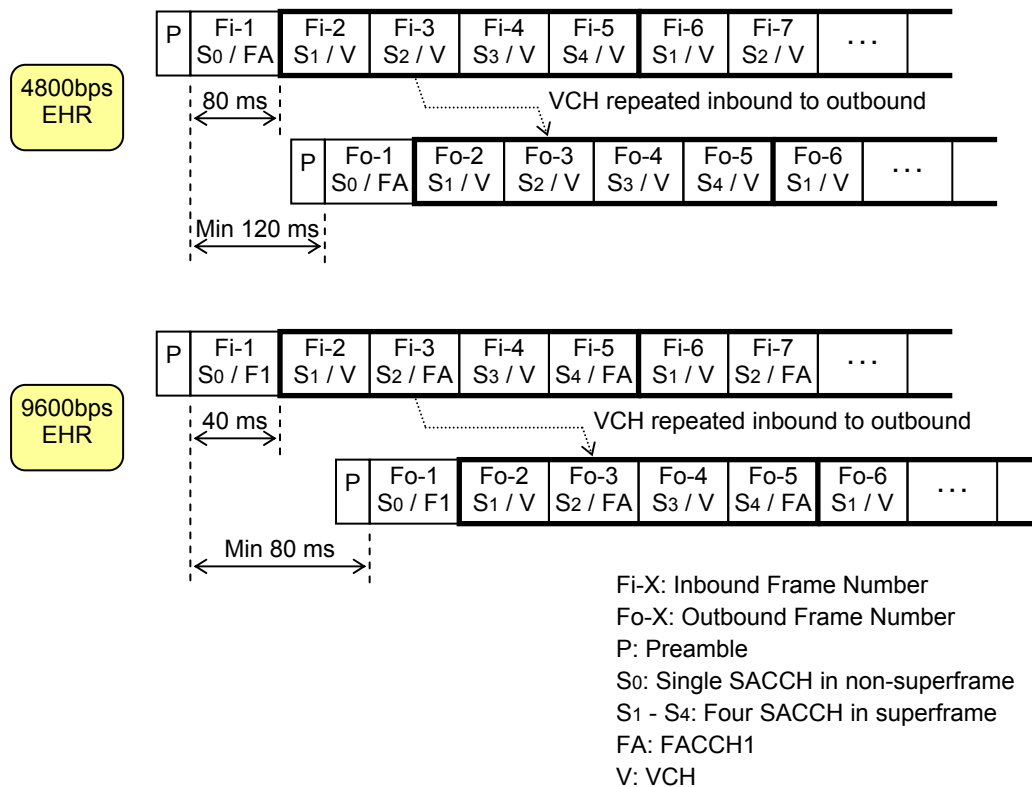 P Fi-1 Fi-2 Fi-3 Fi-4 Fi-5 Fi-6 Fi-7 ...
S0 / FA S1 / V S2 / V S3 / V S4 / V S1 / V S2 / V
4800bps
EHR
80 ms
VCH repeated inbound to outbound
P Fo-1 Fo-2 Fo-3 Fo-4 Fo-5 Fo-6 ...
S0 / FA S1 / V S2 / V S3 / V S4 / V S1 / V
Min 120 ms
P Fi-1 Fi-2 Fi-3 Fi-4 Fi-5 Fi-6 Fi-7 ...
S0 / F1 S1 / V S2 / FA S3 / V S4 / FA S1 / V S2 / FA
9600bps
EHR
40 ms
VCH repeated inbound to outbound
P Fo-1 Fo-2 Fo-3 Fo-4 Fo-5 Fo-6 ...
S0 / F1 S1 / V S2 / FA S3 / V S4 / FA S1 / V
Min 80 ms
Fi-X: Inbound Frame Number
Fo-X: Outbound Frame Number
P: Preamble
S0: Single SACCH in non-superframe
S1 - S4: Four SACCH in superframe
FA: FACCH1
V: VCH